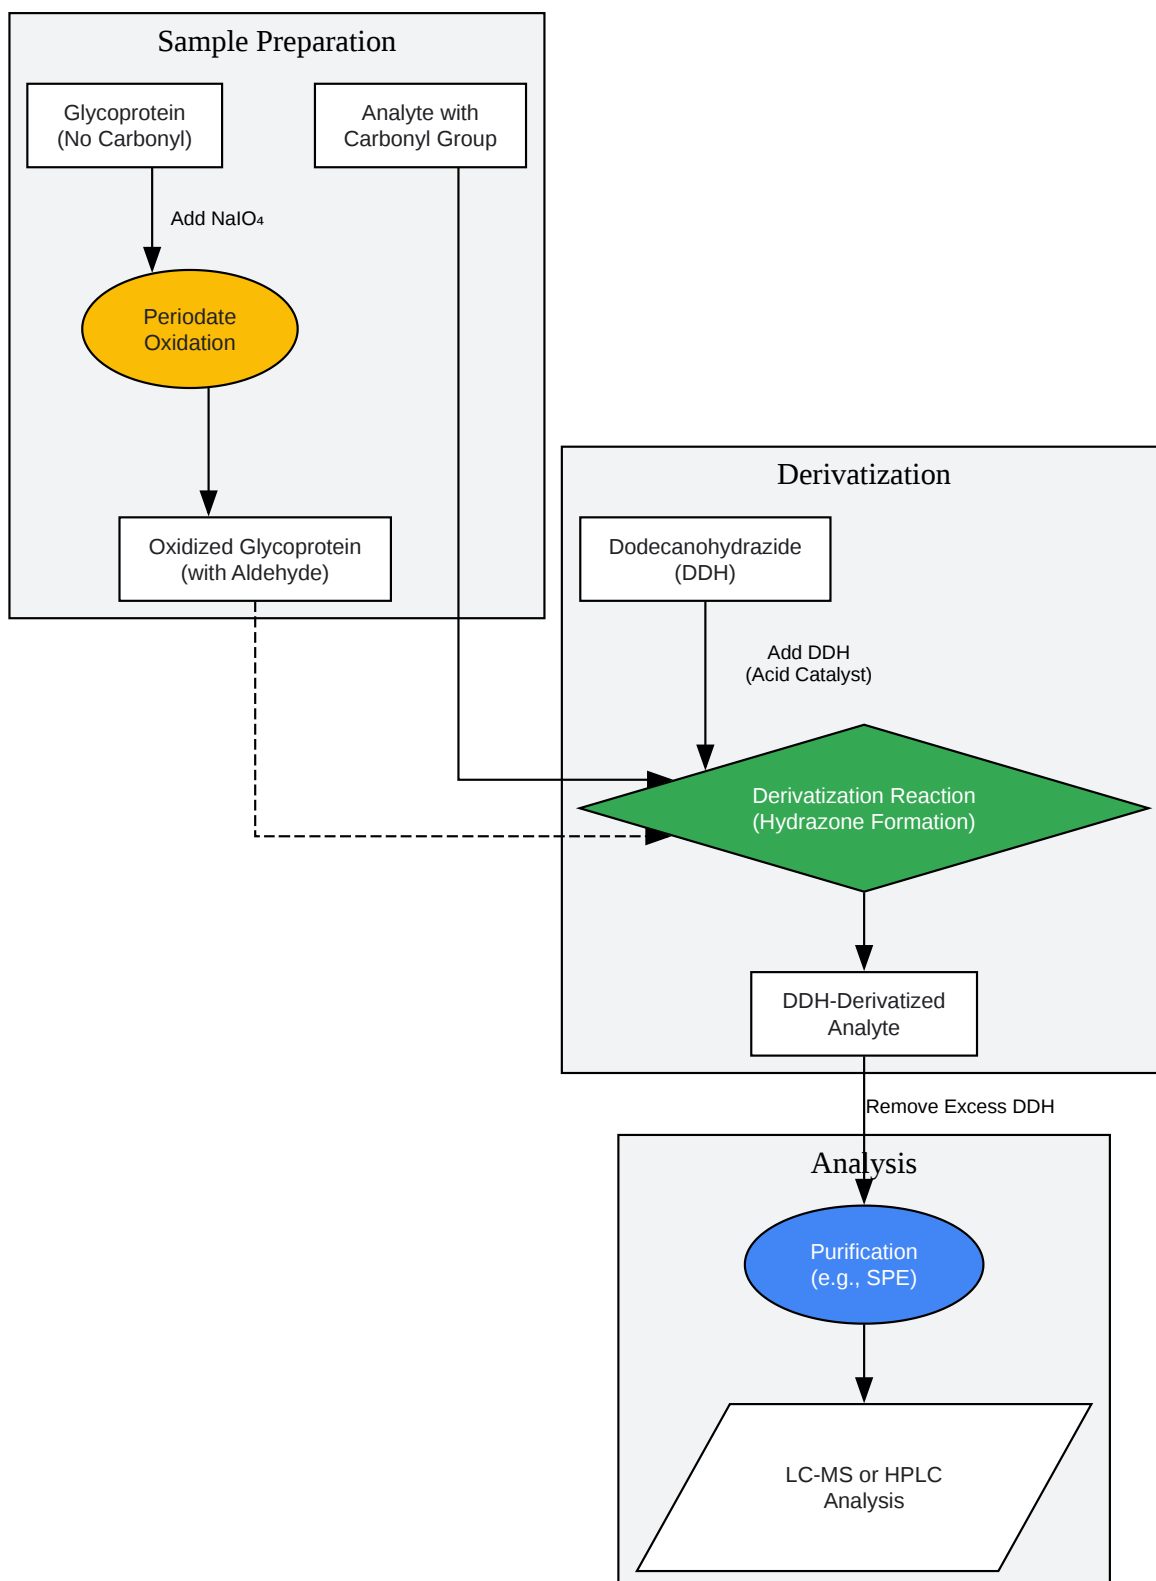 Sample Preparation
Glycoprotein
(No Carbonyl)
Analyte with
Carbonyl Group
Add NaIO₄
Periodate
Oxidation
Oxidized Glycoprotein
(with Aldehyde)
Derivatization
Dodecanohydrazide
(DDH)
Add DDH
(Acid Catalyst)
Derivatization Reaction
(Hydrazone Formation)
DDH-Derivatized
Analyte
Remove Excess DDH
Analysis
Purification
(e.g., SPE)
LC-MS or HPLC
Analysis